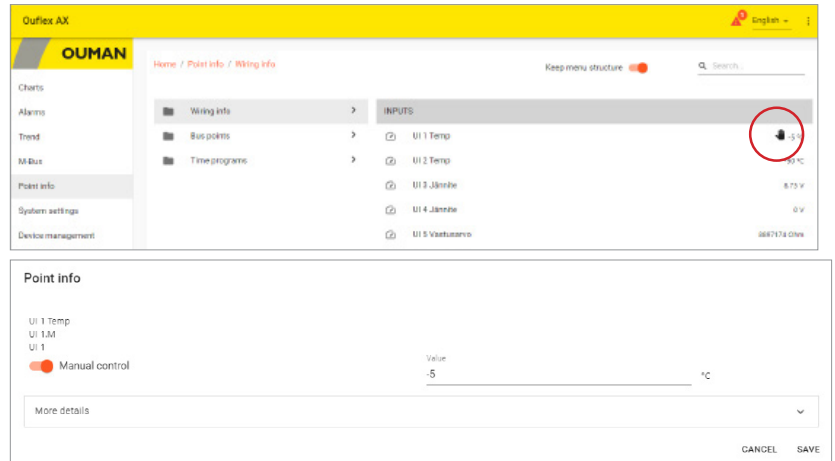 Ouflex AX
English
OUMAN
Home / Point info / Wiring info
Keep menu structure
Search...
Charts
Alarms
Trend
M-Bus
Point info
System settings
Device management
Wiring info
Bus points
Time programs
INPUTS
UI 1 Temp
-5 °C
UI 2 Temp
°C
UI 3 Jännite
8.75 V
UI 4 Jännite
0 V
UI 5 Vastusarvo
Ohm
Point info
UI 1 Temp
UI 1.M
UI 1
Manual control
Value
-5
°C
More details
CANCEL
SAVE